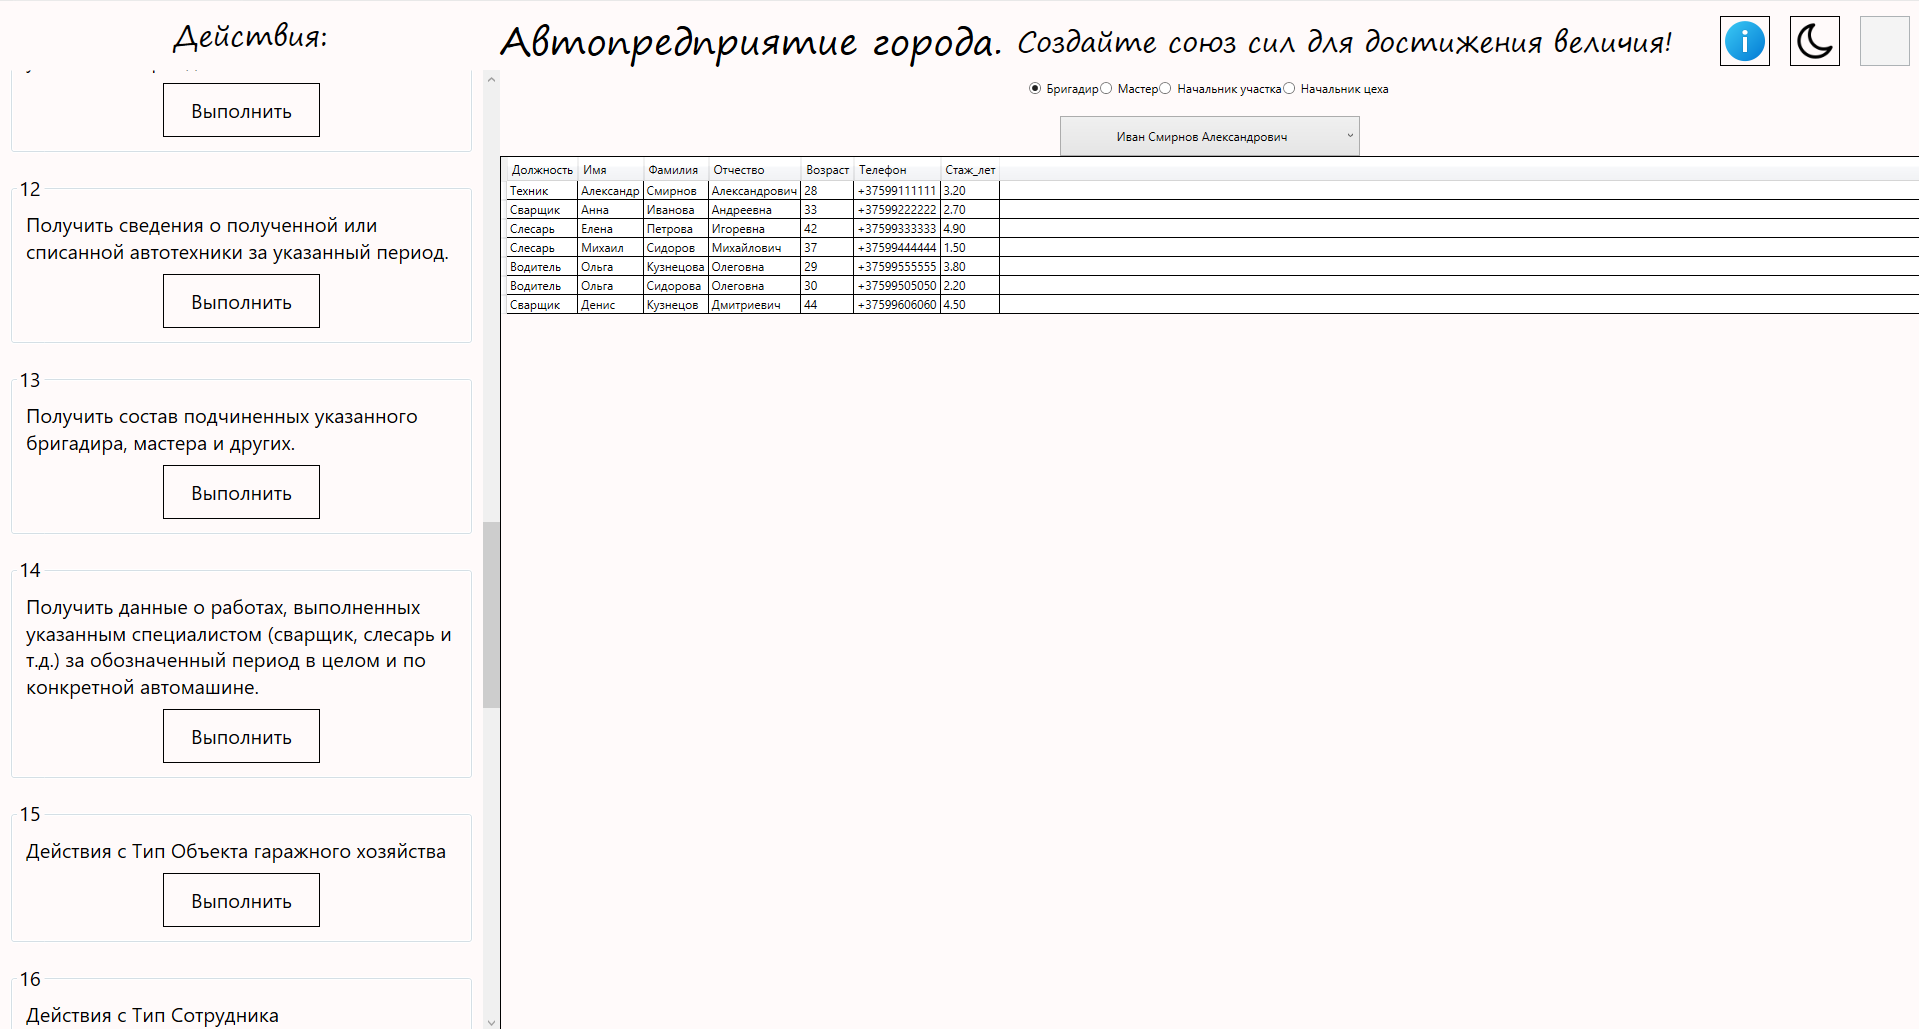 Действия:
Автопредприятие города. Создайте союз сил для достижения величия!
Выполнить
12
Получить сведения о полученной или
списанной автотехники за указанный период.
Выполнить
13
Получить состав подчиненных указанного
бригадира, мастера и других.
Выполнить
14
Получить данные о работах, выполненных
указанным специалистом (сварщик, слесарь и
т.д.) за обозначенный период в целом и по
конкретной автомашине.
Выполнить
15
Действия с Тип Объекта гаражного хозяйства
Выполнить
16
Действия с Тип Сотрудника
Бригадир Мастер Начальник участка Начальник цеха
Иван Смирнов Александрович
Должность Имя Фамилия Отчество Возраст Телефон Стаж_лет
Техник Александр Смирнов Александрович 28 +37599111111 3.20
Сварщик Анна Иванова Андреевна 33 +37599222222 2.70
Слесарь Елена Петрова Игоревна 42 +37599333333 4.90
Слесарь Михаил Сидоров Михайлович 37 +37599444444 1.50
Водитель Ольга Кузнецова Олеговна 29 +37599555555 3.80
Водитель Ольга Сидорова Олеговна 30 +37599505050 2.20
Сварщик Денис Кузнецов Дмитриевич 44 +37599606060 4.50